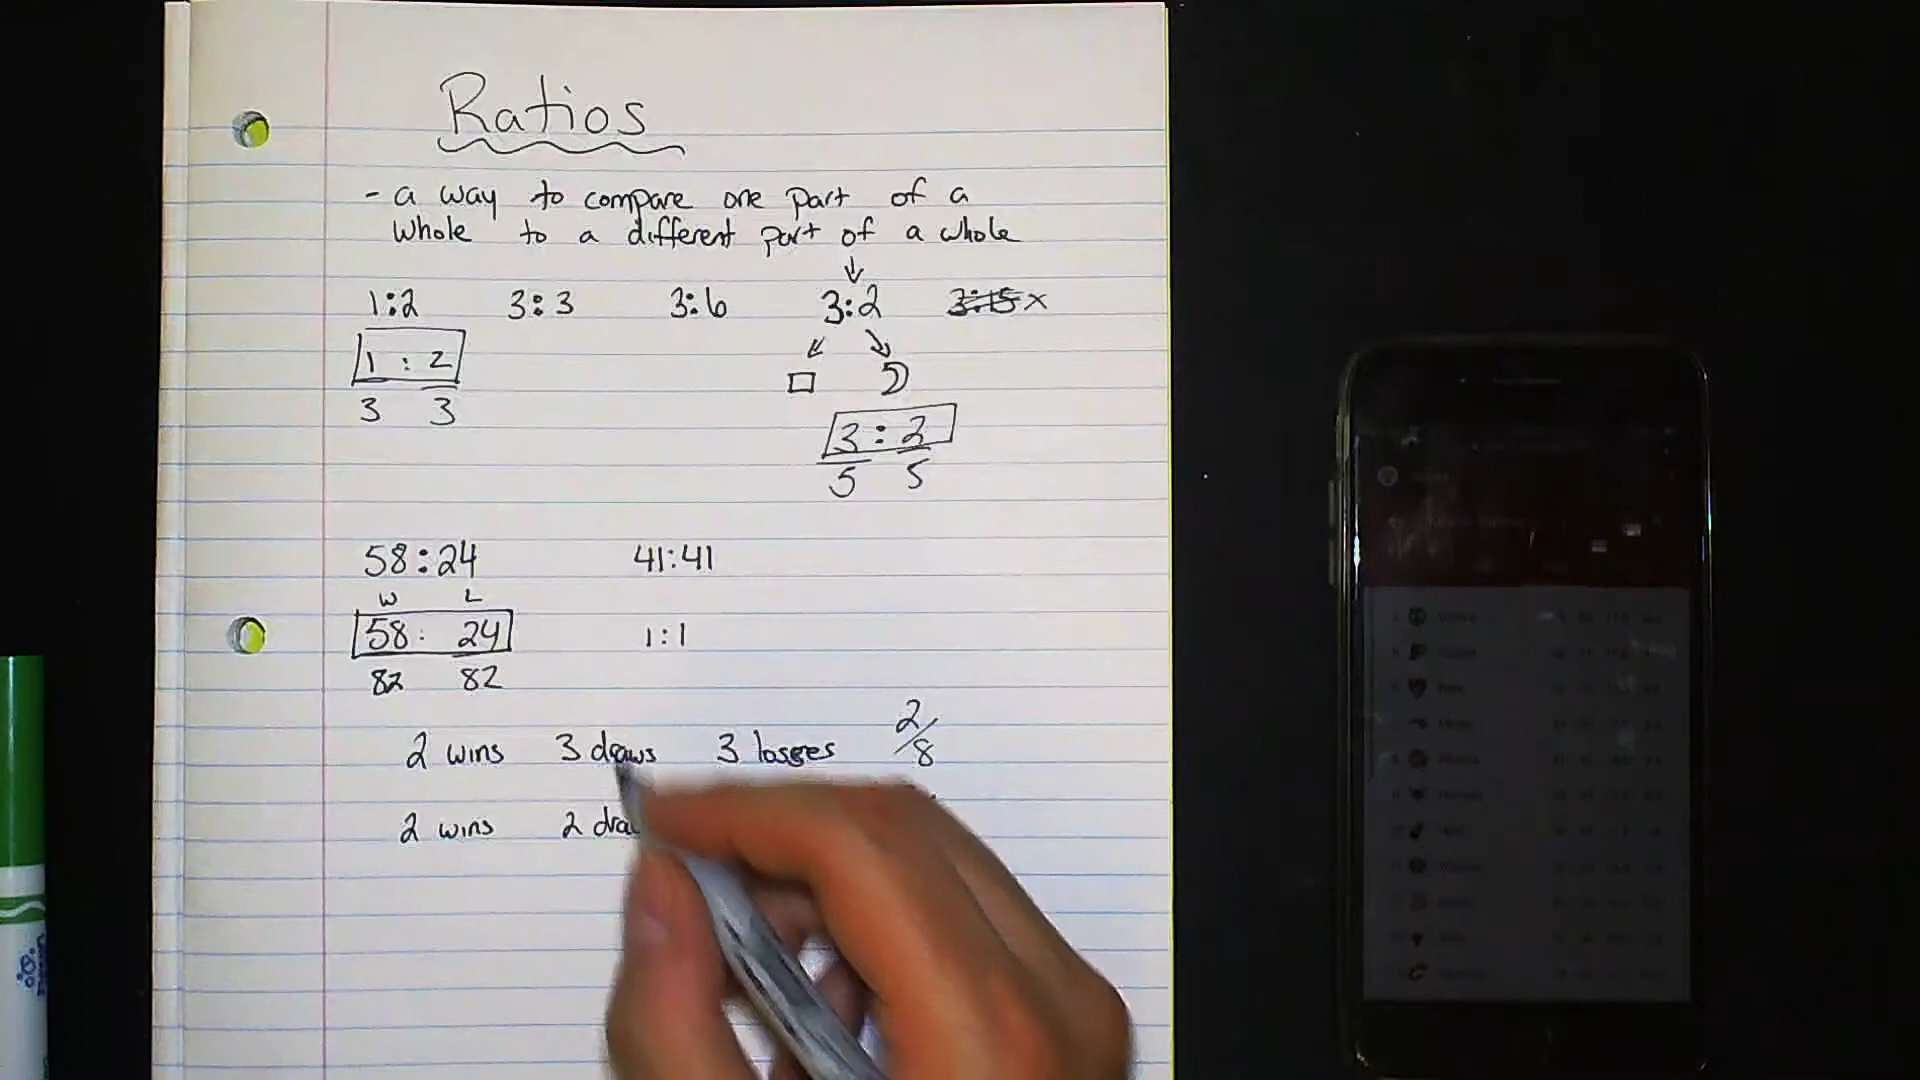 Ratios
- a way to compare one part of a
whole to a different part of a whole
1:2 3:3 3:6 3:2 3:15 x
1 : 2
3 3
3 : 2
5 5
58:24 41:41
W L
58: 24 1:1
82 82
2 wins 3 draws 3 losses 2/8
2 wins 2